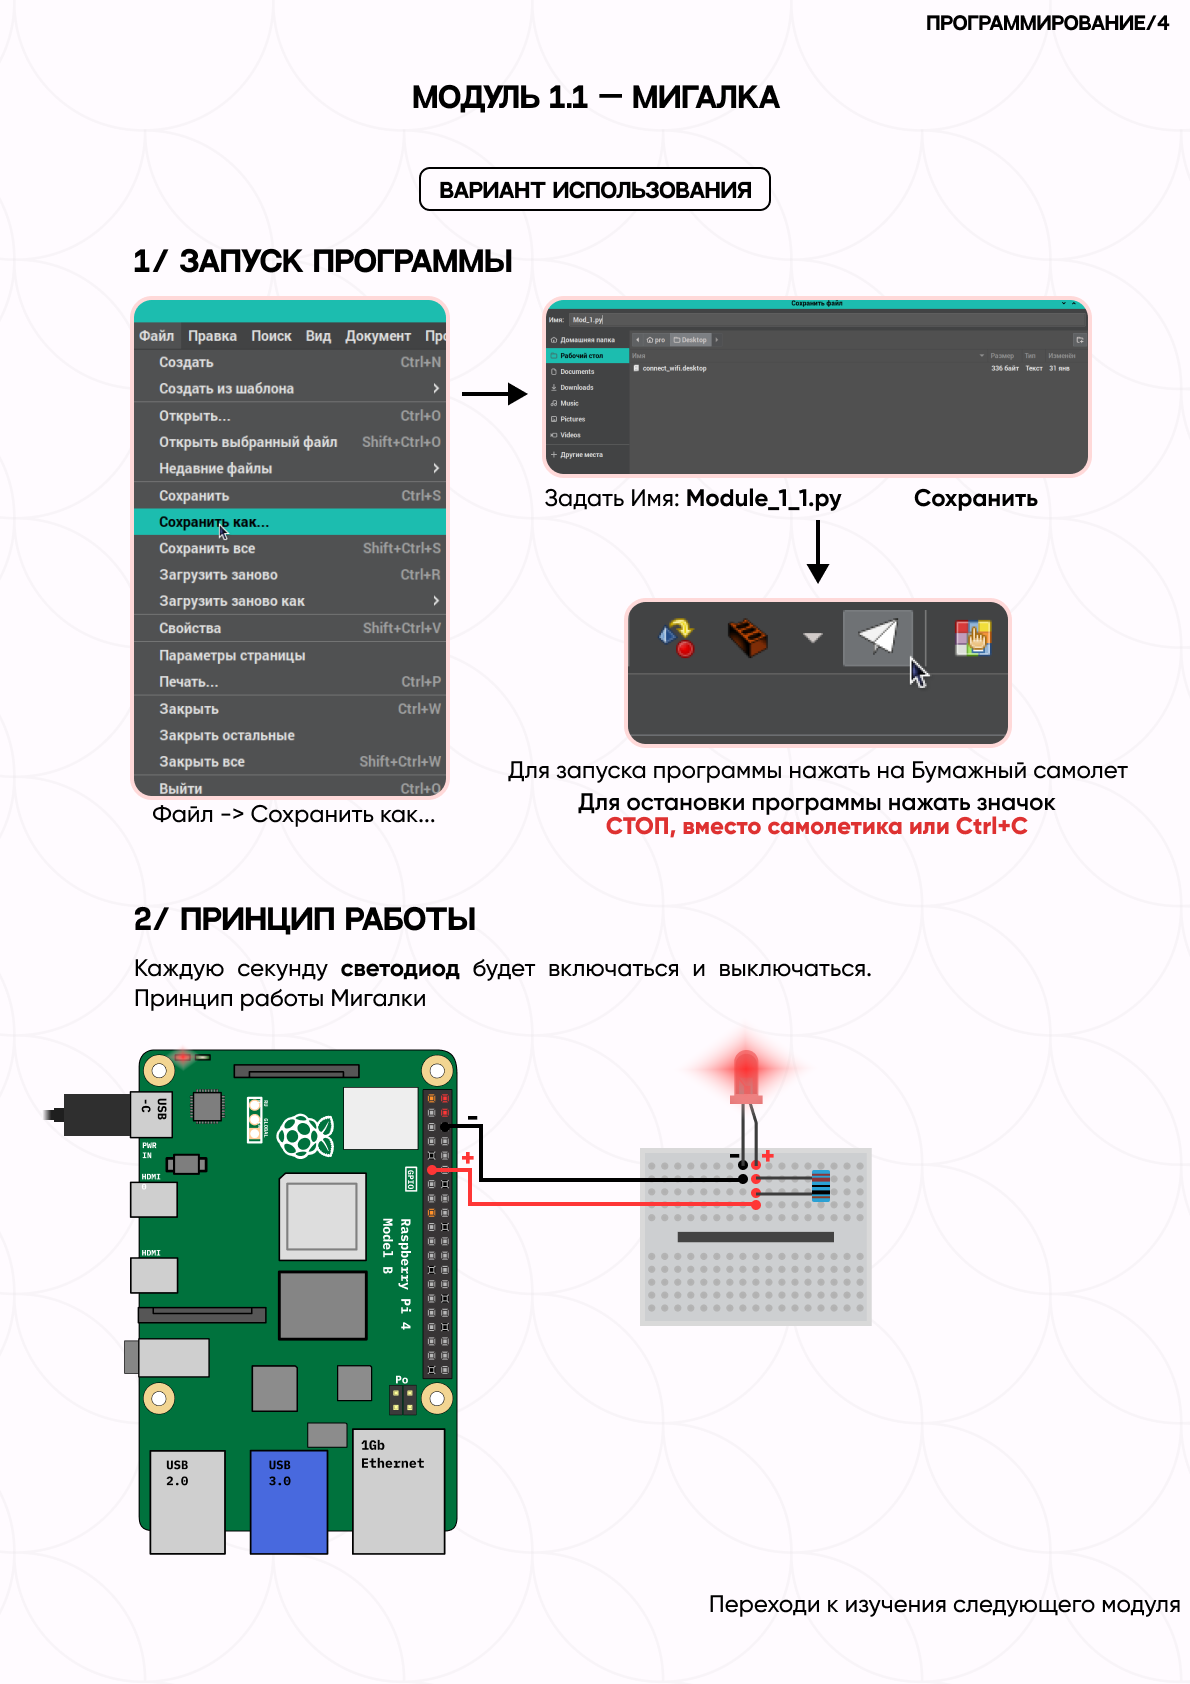 ПРОГРАММИРОВАНИЕ/4
МОДУЛЬ 1.1 — МИГАЛКА
ВАРИАНТ ИСПОЛЬЗОВАНИЯ
1/ ЗАПУСК ПРОГРАММЫ
Файл Правка Поиск Вид Документ Про
Создать Ctrl+N
Создать из шаблона >
Открыть... Ctrl+O
Открыть выбранный файл Shift+Ctrl+O
Недавние файлы >
Сохранить Ctrl+S
Сохранить как...
Сохранить все Shift+Ctrl+S
Загрузить заново Ctrl+R
Загрузить заново как >
Свойства Shift+Ctrl+V
Параметры страницы
Печать... Ctrl+P
Закрыть Ctrl+W
Закрыть остальные
Закрыть все Shift+Ctrl+W
Выйти Ctrl+Q
Файл -> Сохранить как...
Сохранить файл
Имя: Mod_1.py
Домашняя папка
Рабочий стол
Documents
Downloads
Music
Pictures
Videos
Другие места
pro Desktop
Имя Размер Тип Изменён
connect_wifi.desktop 336 байт Текст 31 янв
Задать Имя: Module_1_1.py Сохранить
Для запуска программы нажать на Бумажный самолет
Для остановки программы нажать значок
СТОП, вместо самолетика или Ctrl+C
2/ ПРИНЦИП РАБОТЫ
Каждую секунду светодиод будет включаться и выключаться.
Принцип работы Мигалки
USB
-C
PWR
IN
HDMI
0
HDMI
GLOBAL
GPIO
Raspberry Pi 4
Model B
Po
USB
2.0
USB
3.0
1Gb
Ethernet
-
+
-
+
Переходи к изучения следующего модуля